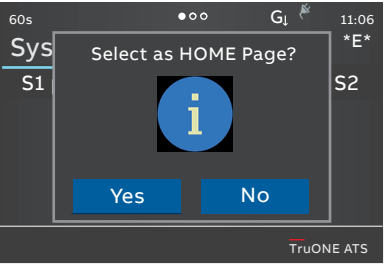 60s G↓ 11:06
Sys *E*
Select as HOME Page?
S1 S2
i
Yes No
TruONE ATS